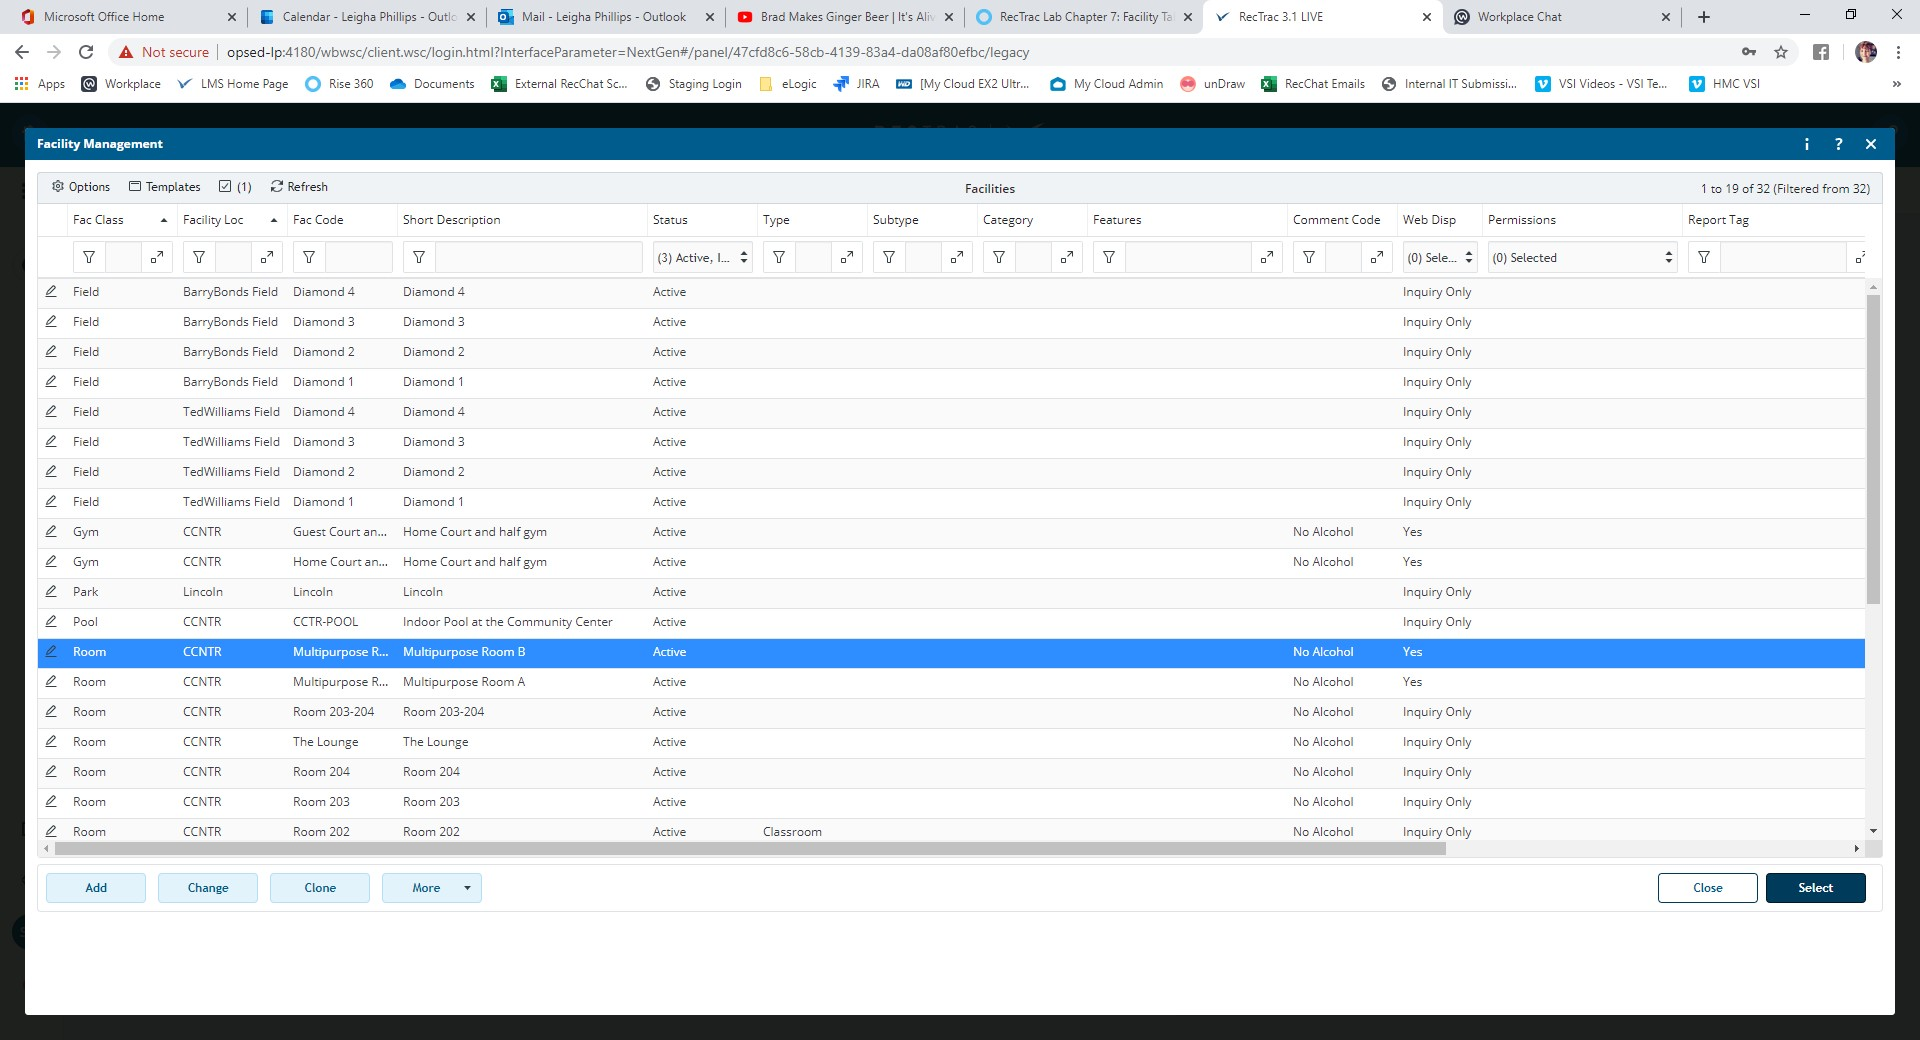 Microsoft Office Home
Calendar - Leigha Phillips - Outlo
Mail - Leigha Phillips - Outlook
Brad Makes Ginger Beer | It's Aliv
RecTrac Lab Chapter 7: Facility Ta
RecTrac 3.1 LIVE
Workplace Chat
Not secure
opsed-lp:4180/wbwsc/client.wsc/login.html?InterfaceParameter=NextGen#/panel/47cfd8c6-58cb-4139-83a4-da08af80efbc/legacy
Apps
Workplace
LMS Home Page
Rise 360
Documents
External RecChat Sc...
Staging Login
eLogic
JIRA
[My Cloud EX2 Ultr...
My Cloud Admin
unDraw
RecChat Emails
Internal IT Submissi...
VSI Videos - VSI Te...
HMC VSI
»
Facility Management
Options
Templates
(1)
Refresh
Facilities
1 to 19 of 32 (Filtered from 32)
Fac Class Facility Loc Fac Code Short Description Status Type Subtype Category Features Comment Code Web Disp Permissions Report Tag
(3) Active, I... (0) Sele... (0) Selected
Field BarryBonds Field Diamond 4 Diamond 4 Active Inquiry Only
Field BarryBonds Field Diamond 3 Diamond 3 Active Inquiry Only
Field BarryBonds Field Diamond 2 Diamond 2 Active Inquiry Only
Field BarryBonds Field Diamond 1 Diamond 1 Active Inquiry Only
Field TedWilliams Field Diamond 4 Diamond 4 Active Inquiry Only
Field TedWilliams Field Diamond 3 Diamond 3 Active Inquiry Only
Field TedWilliams Field Diamond 2 Diamond 2 Active Inquiry Only
Field TedWilliams Field Diamond 1 Diamond 1 Active Inquiry Only
Gym CCNTR Guest Court an... Home Court and half gym Active No Alcohol Yes
Gym CCNTR Home Court an... Home Court and half gym Active No Alcohol Yes
Park Lincoln Lincoln Lincoln Active Inquiry Only
Pool CCNTR CCTR-POOL Indoor Pool at the Community Center Active Inquiry Only
Room CCNTR Multipurpose R... Multipurpose Room B Active No Alcohol Yes
Room CCNTR Multipurpose R... Multipurpose Room A Active No Alcohol Yes
Room CCNTR Room 203-204 Room 203-204 Active No Alcohol Inquiry Only
Room CCNTR The Lounge The Lounge Active No Alcohol Inquiry Only
Room CCNTR Room 204 Room 204 Active No Alcohol Inquiry Only
Room CCNTR Room 203 Room 203 Active No Alcohol Inquiry Only
Room CCNTR Room 202 Room 202 Active Classroom No Alcohol Inquiry Only
Add
Change
Clone
More
Close
Select